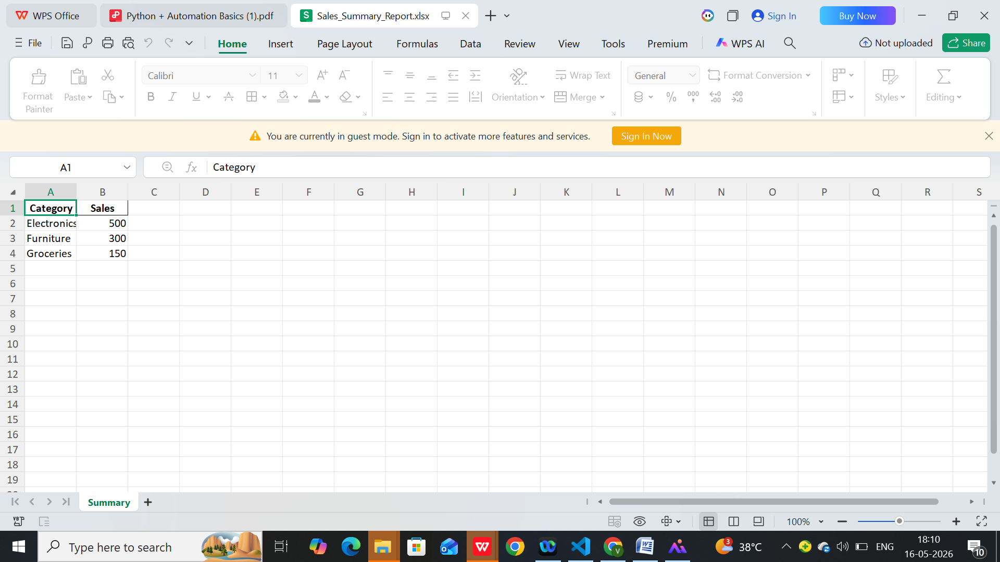 WPS Office
Python + Automation Basics (1).pdf
Sales_Summary_Report.xlsx
Sign In
Buy Now
File
Home
Insert
Page Layout
Formulas
Data
Review
View
Tools
Premium
WPS AI
Not uploaded
Share
Format Painter
Paste
Calibri
11
Wrap Text
Orientation
Merge
General
Format Conversion
Styles
Editing
You are currently in guest mode. Sign in to activate more features and services.
Sign In Now
A1
fx
Category
A B C D E F G H I J K L M N O P Q R S
1 Category Sales
2 Electronics 500
3 Furniture 300
4 Groceries 150
5
6
7
8
9
10
11
12
13
14
15
16
17
18
19
Summary
100%
Type here to search
3
38°C
ENG
18:10
16-05-2026
10